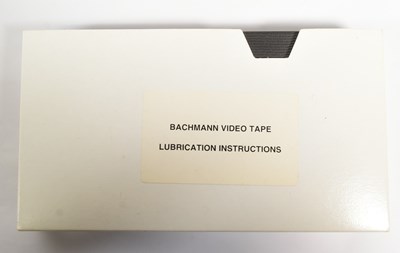 BACHMANN VIDEO TAPE
LUBRICATION INSTRUCTIONS